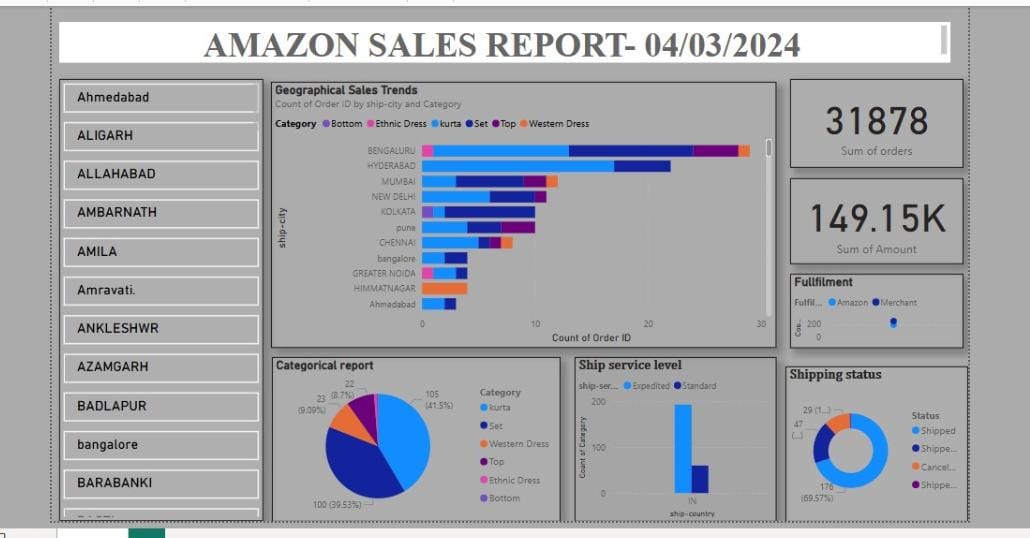 AMAZON SALES REPORT- 04/03/2024
Ahmedabad
ALIGARH
ALLAHABAD
AMBARNATH
AMILA
Amravati.
ANKLESHWR
AZAMGARH
BADLAPUR
bangalore
BARABANKI
Geographical Sales Trends
Count of Order ID by ship-city and Category
Category Bottom Ethnic Dress kurta Set Top Western Dress
ship-city
BENGALURU
HYDERABAD
MUMBAI
NEW DELHI
KOLKATA
pune
CHENNAI
bangalore
GREATER NOIDA
HIMMATNAGAR
Ahmedabad
0 10 20 30
Count of Order ID
31878
Sum of orders
149.15K
Sum of Amount
Fullfilment
Fulfil... Amazon Merchant
Cou...
200
0
Categorical report
22
(8.7%)
23
(9.09%)
105
(41.5%)
100 (39.53%)
Category
kurta
Set
Western Dress
Top
Ethnic Dress
Bottom
Ship service level
ship-ser... Expedited Standard
Count of Category
200
100
0
IN
ship-country
Shipping status
29 (1...)
47
(...)
176
(69.57%)
Status
Shipped
Shippe...
Cancel...
Shippe...